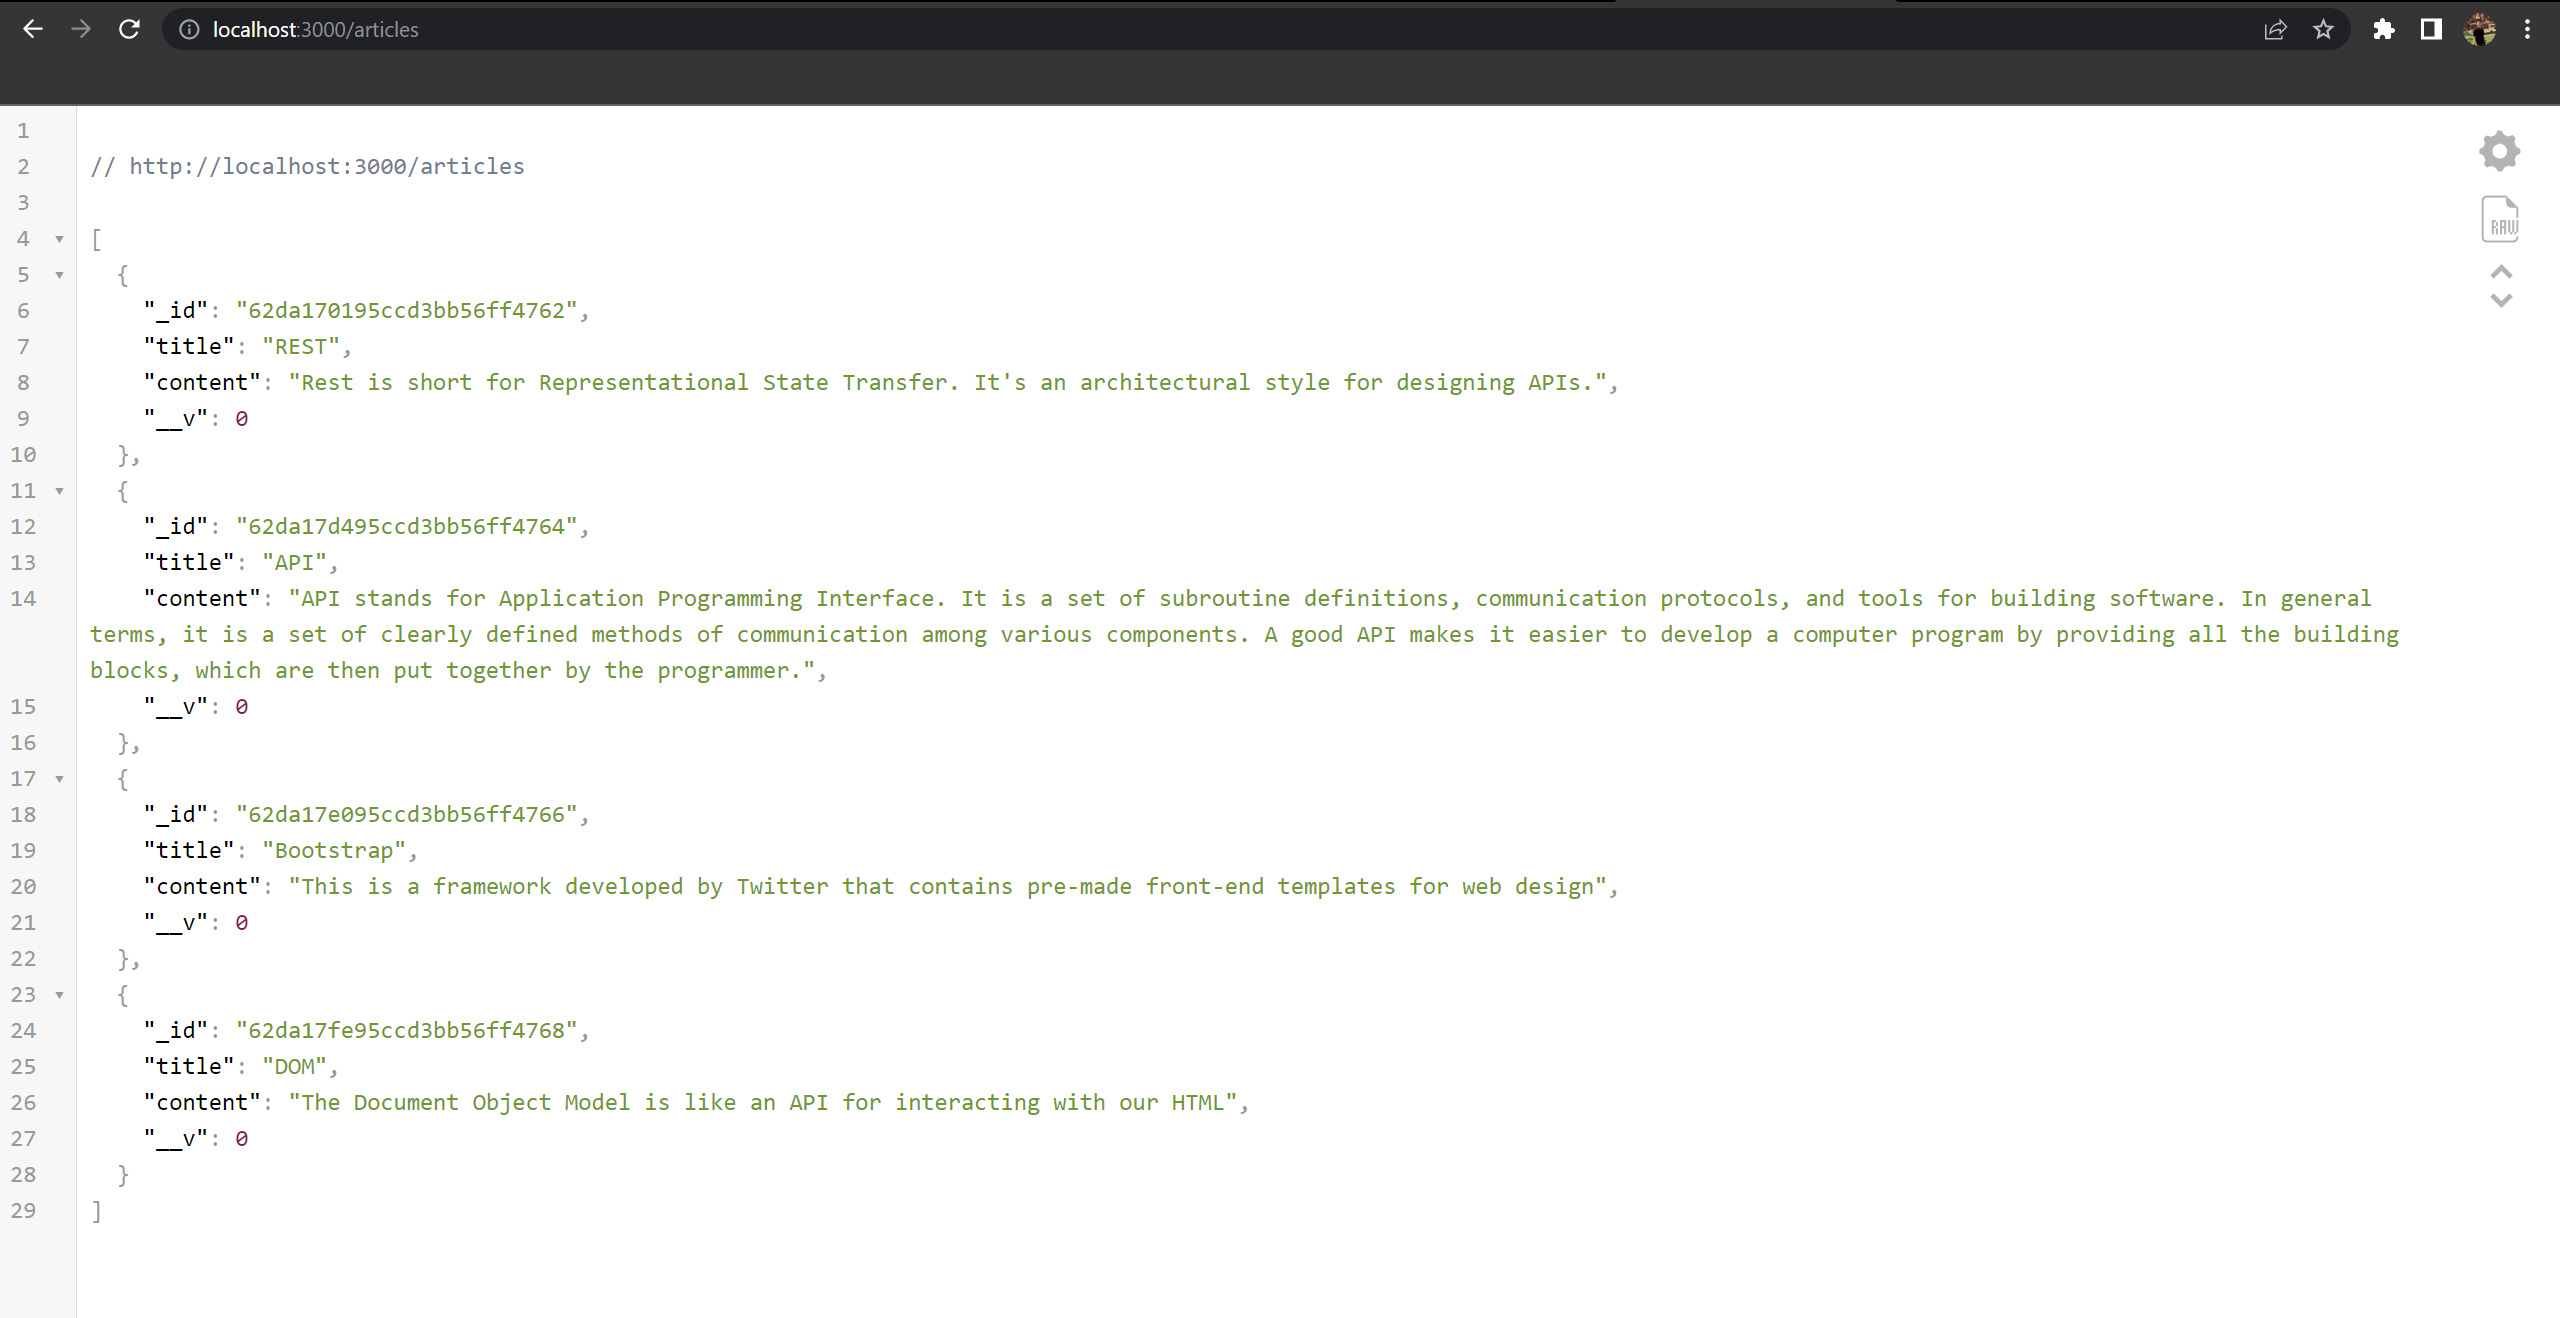 localhost:3000/articles
1
2 // http://localhost:3000/articles
3
4 [
5 {
6 "_id": "62da170195ccd3bb56ff4762",
7 "title": "REST",
8 "content": "Rest is short for Representational State Transfer. It's an architectural style for designing APIs.",
9 "__v": 0
10 },
11 {
12 "_id": "62da17d495ccd3bb56ff4764",
13 "title": "API",
14 "content": "API stands for Application Programming Interface. It is a set of subroutine definitions, communication protocols, and tools for building software. In general
terms, it is a set of clearly defined methods of communication among various components. A good API makes it easier to develop a computer program by providing all the building
blocks, which are then put together by the programmer.",
15 "__v": 0
16 },
17 {
18 "_id": "62da17e095ccd3bb56ff4766",
19 "title": "Bootstrap",
20 "content": "This is a framework developed by Twitter that contains pre-made front-end templates for web design",
21 "__v": 0
22 },
23 {
24 "_id": "62da17fe95ccd3bb56ff4768",
25 "title": "DOM",
26 "content": "The Document Object Model is like an API for interacting with our HTML",
27 "__v": 0
28 }
29 ]
RAW